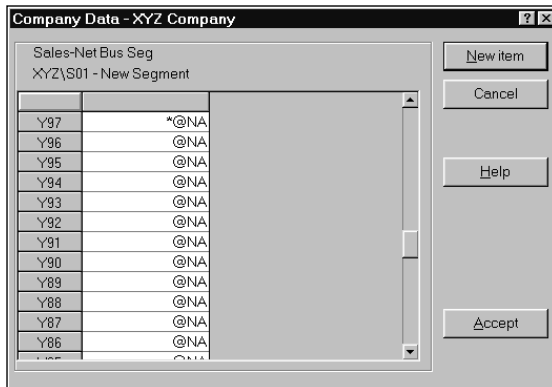 Company Data - XYZ Company
Sales-Net Bus Seg
XYZ\S01 - New Segment
New item
Cancel
Help
Accept
Y97 *@NA
Y96 @NA
Y95 @NA
Y94 @NA
Y93 @NA
Y92 @NA
Y91 @NA
Y90 @NA
Y89 @NA
Y88 @NA
Y87 @NA
Y86 @NA